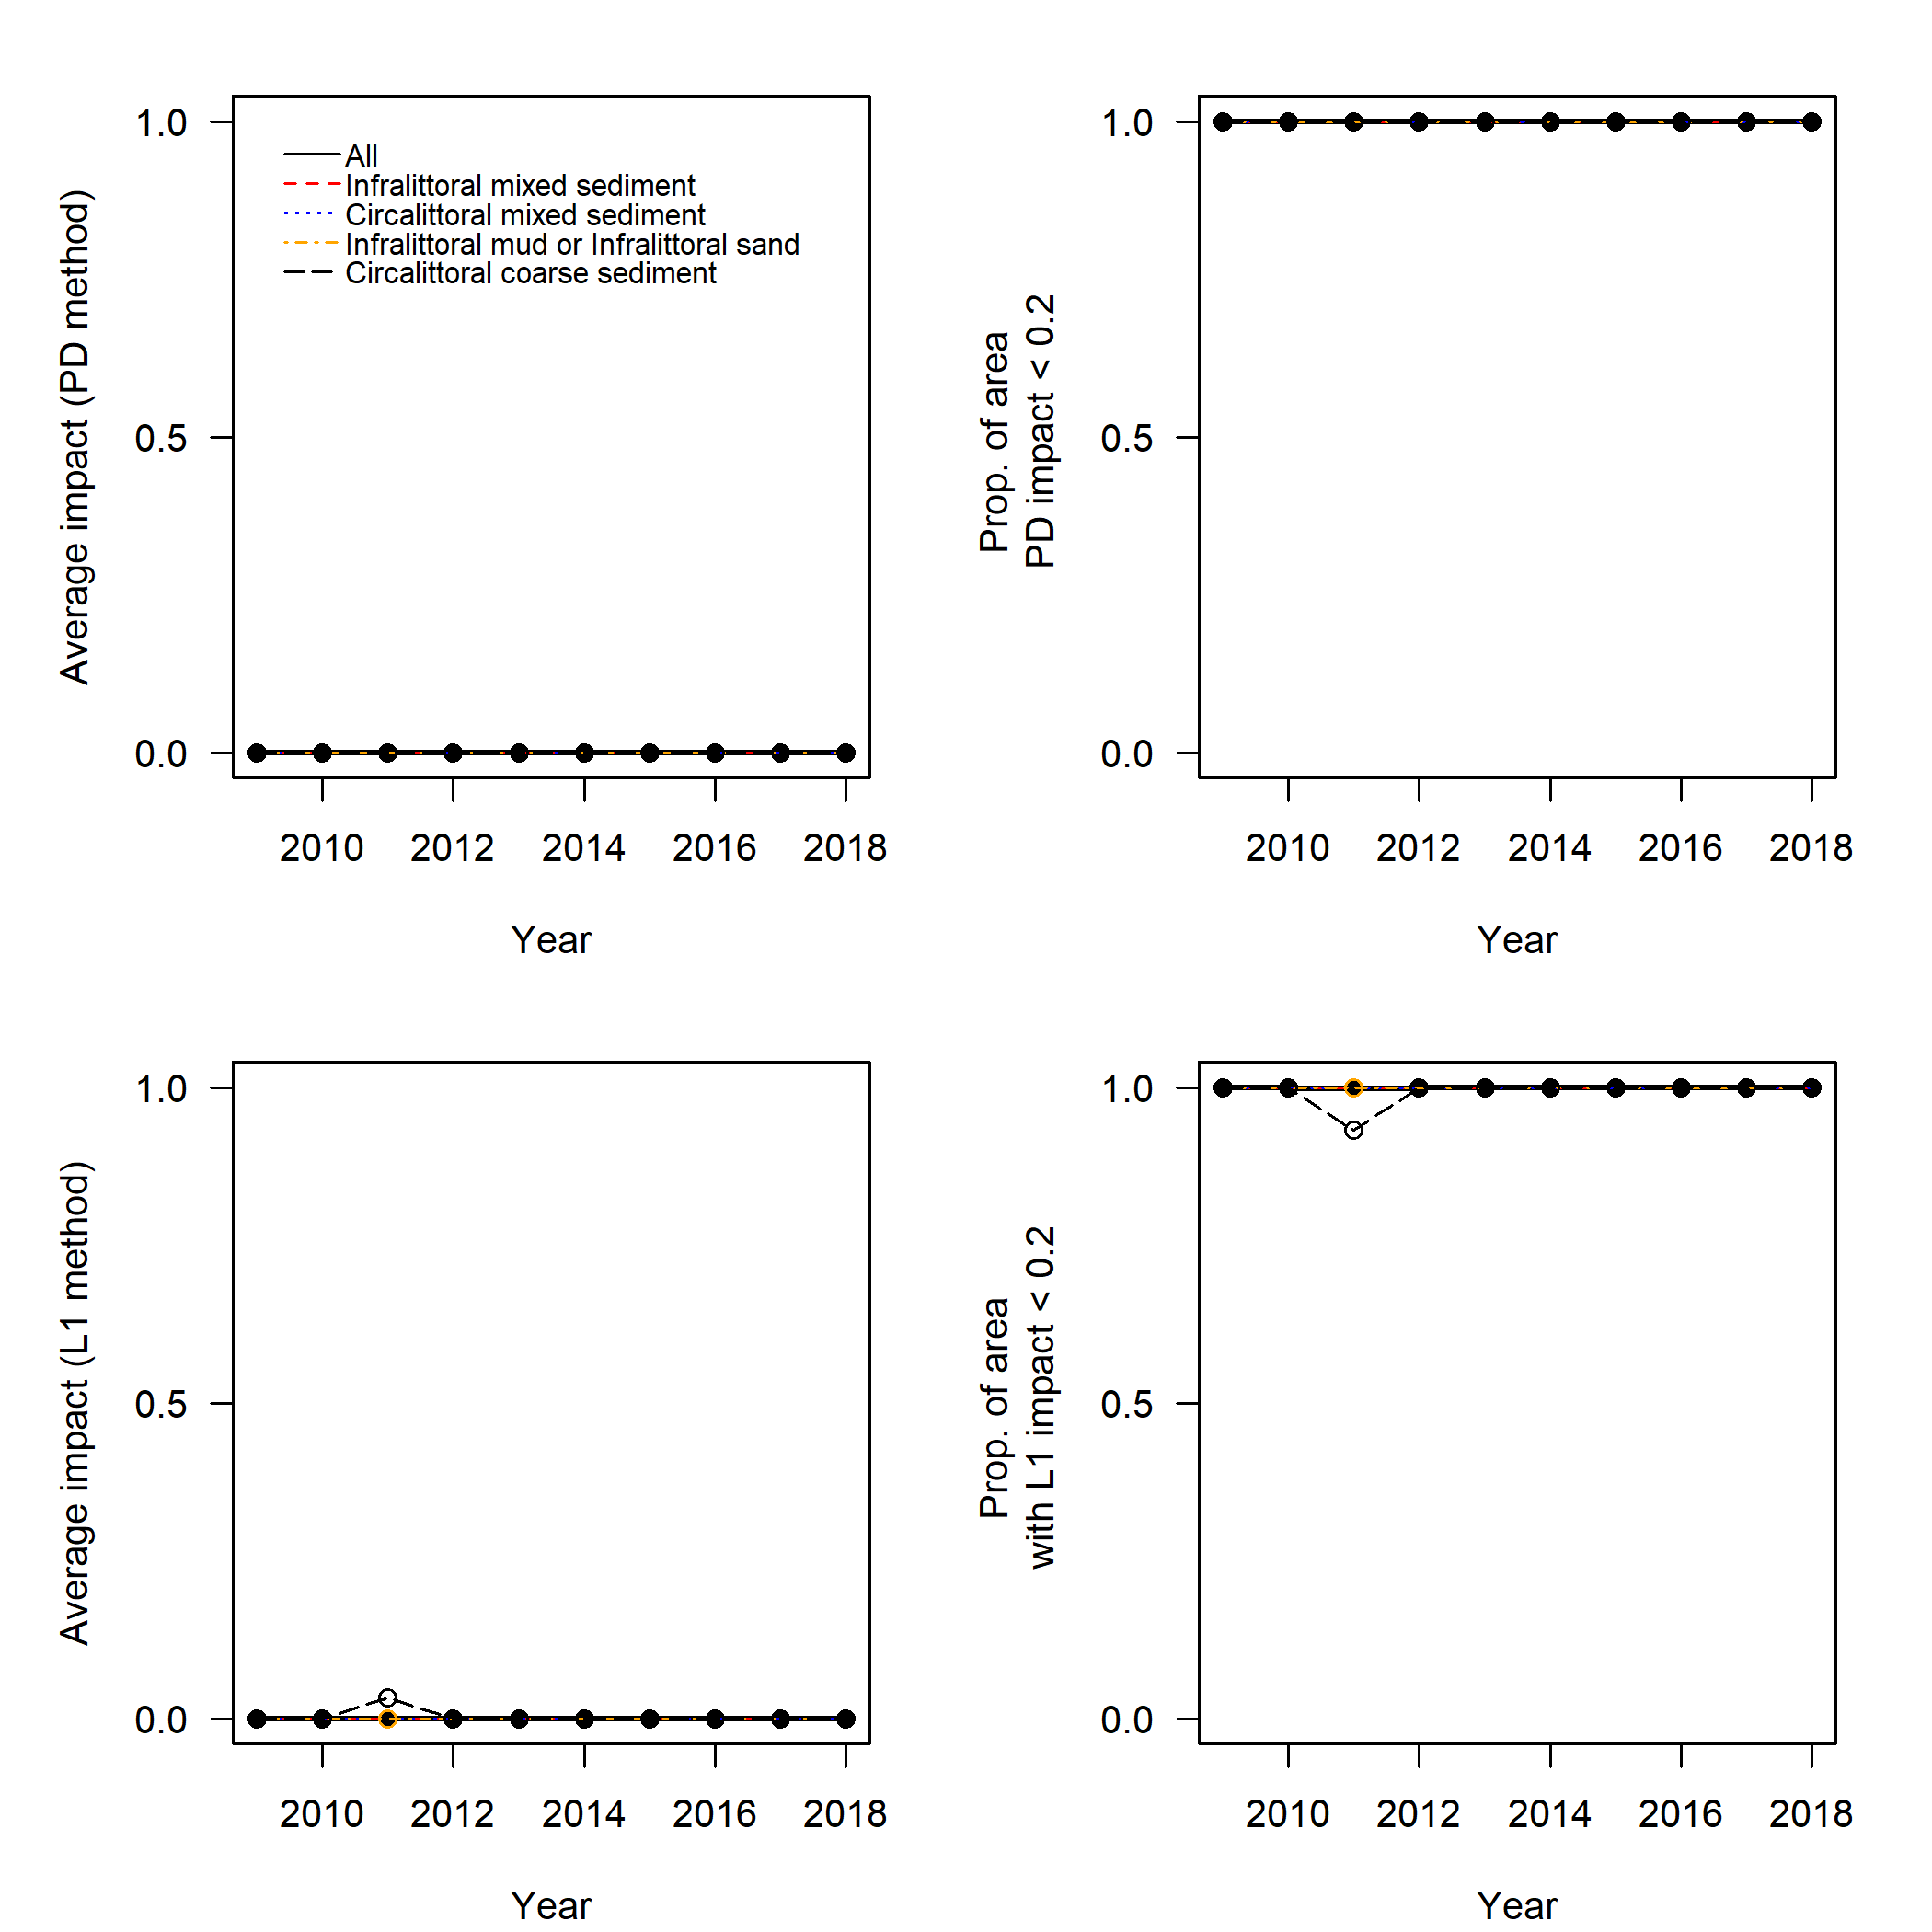 1.0
0.5
0.0
Average impact (PD method)
All
Infralittoral mixed sediment
Circalittoral mixed sediment
Infralittoral mud or Infralittoral sand
Circalittoral coarse sediment
2010 2012 2014 2016 2018
Year
1.0
0.5
0.0
Prop. of area
PD impact < 0.2
2010 2012 2014 2016 2018
Year
1.0
0.5
0.0
Average impact (L1 method)
2010 2012 2014 2016 2018
Year
1.0
0.5
0.0
Prop. of area
with L1 impact < 0.2
2010 2012 2014 2016 2018
Year